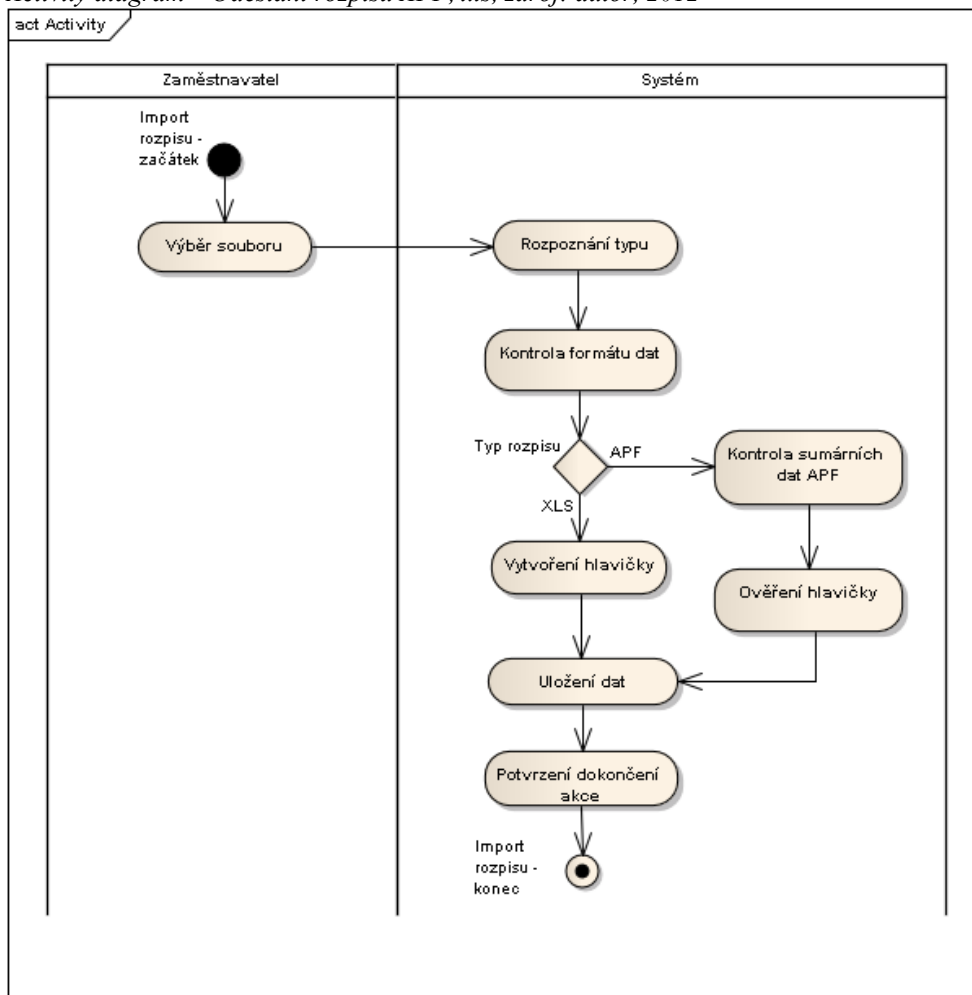 act Activity
Zaměstnavatel
Systém
Import
rozpisu -
začátek
Výběr souboru
Rozpoznání typu
Kontrola formátu dat
Typ rozpisu
APF
Kontrola sumárních
dat APF
XLS
Vytvoření hlavičky
Ověření hlavičky
Uložení dat
Potvrzení dokončení
akce
Import
rozpisu -
konec